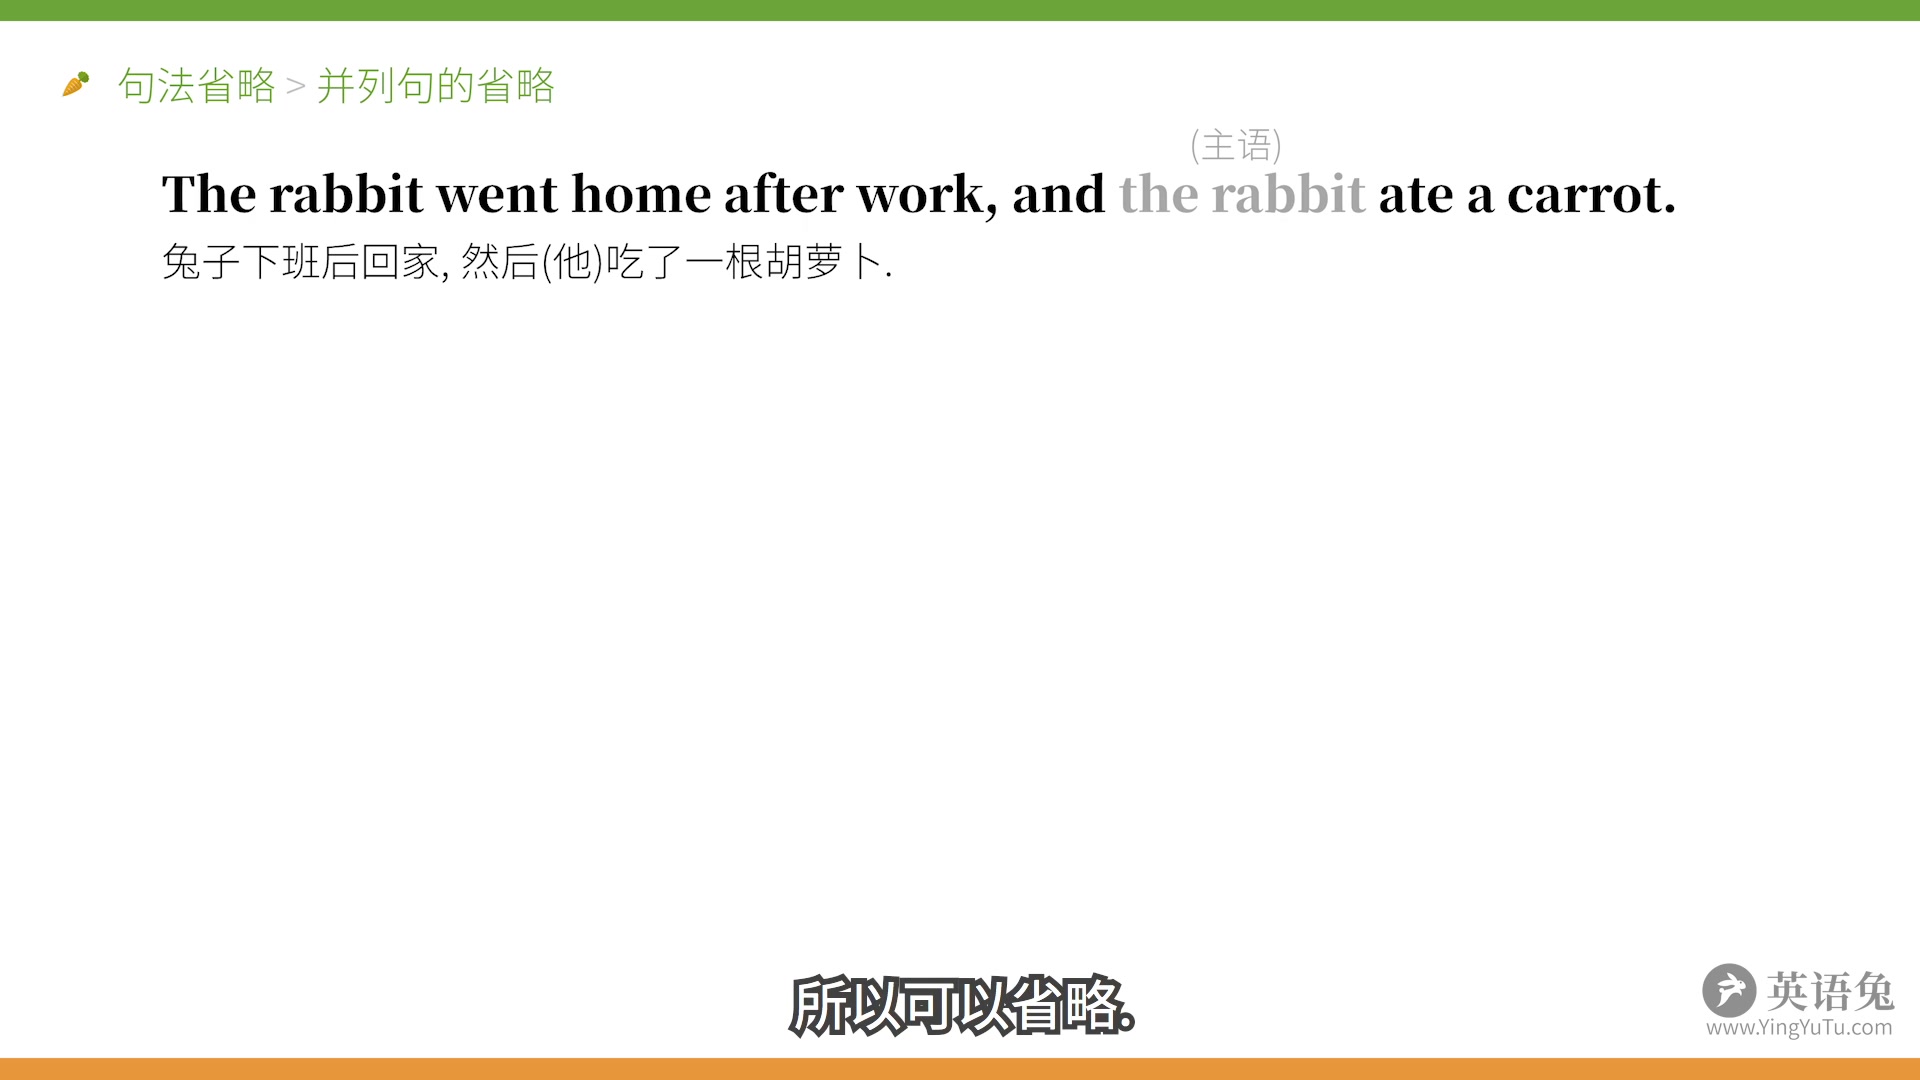 句法省略 > 并列句的省略
(主语)
The rabbit went home after work, and the rabbit ate a carrot.
兔子下班后回家, 然后(他)吃了一根胡萝卜.
所以可以省略。
英语兔
www.YingYuTu.com